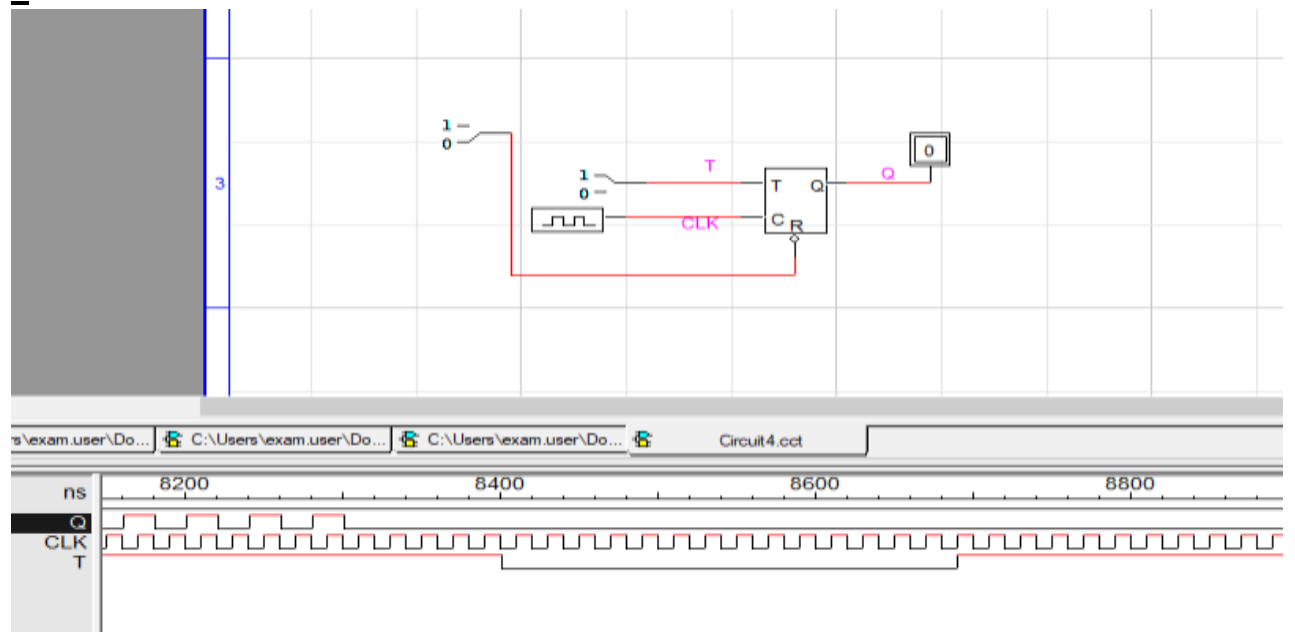 1
0
1
0
T
CLK
T Q
C R
Q
0
3
rs\exam.user\Do... C:\Users\exam.user\Do... C:\Users\exam.user\Do... Circuit4.cct
ns 8200 8400 8600 8800
Q
CLK
T